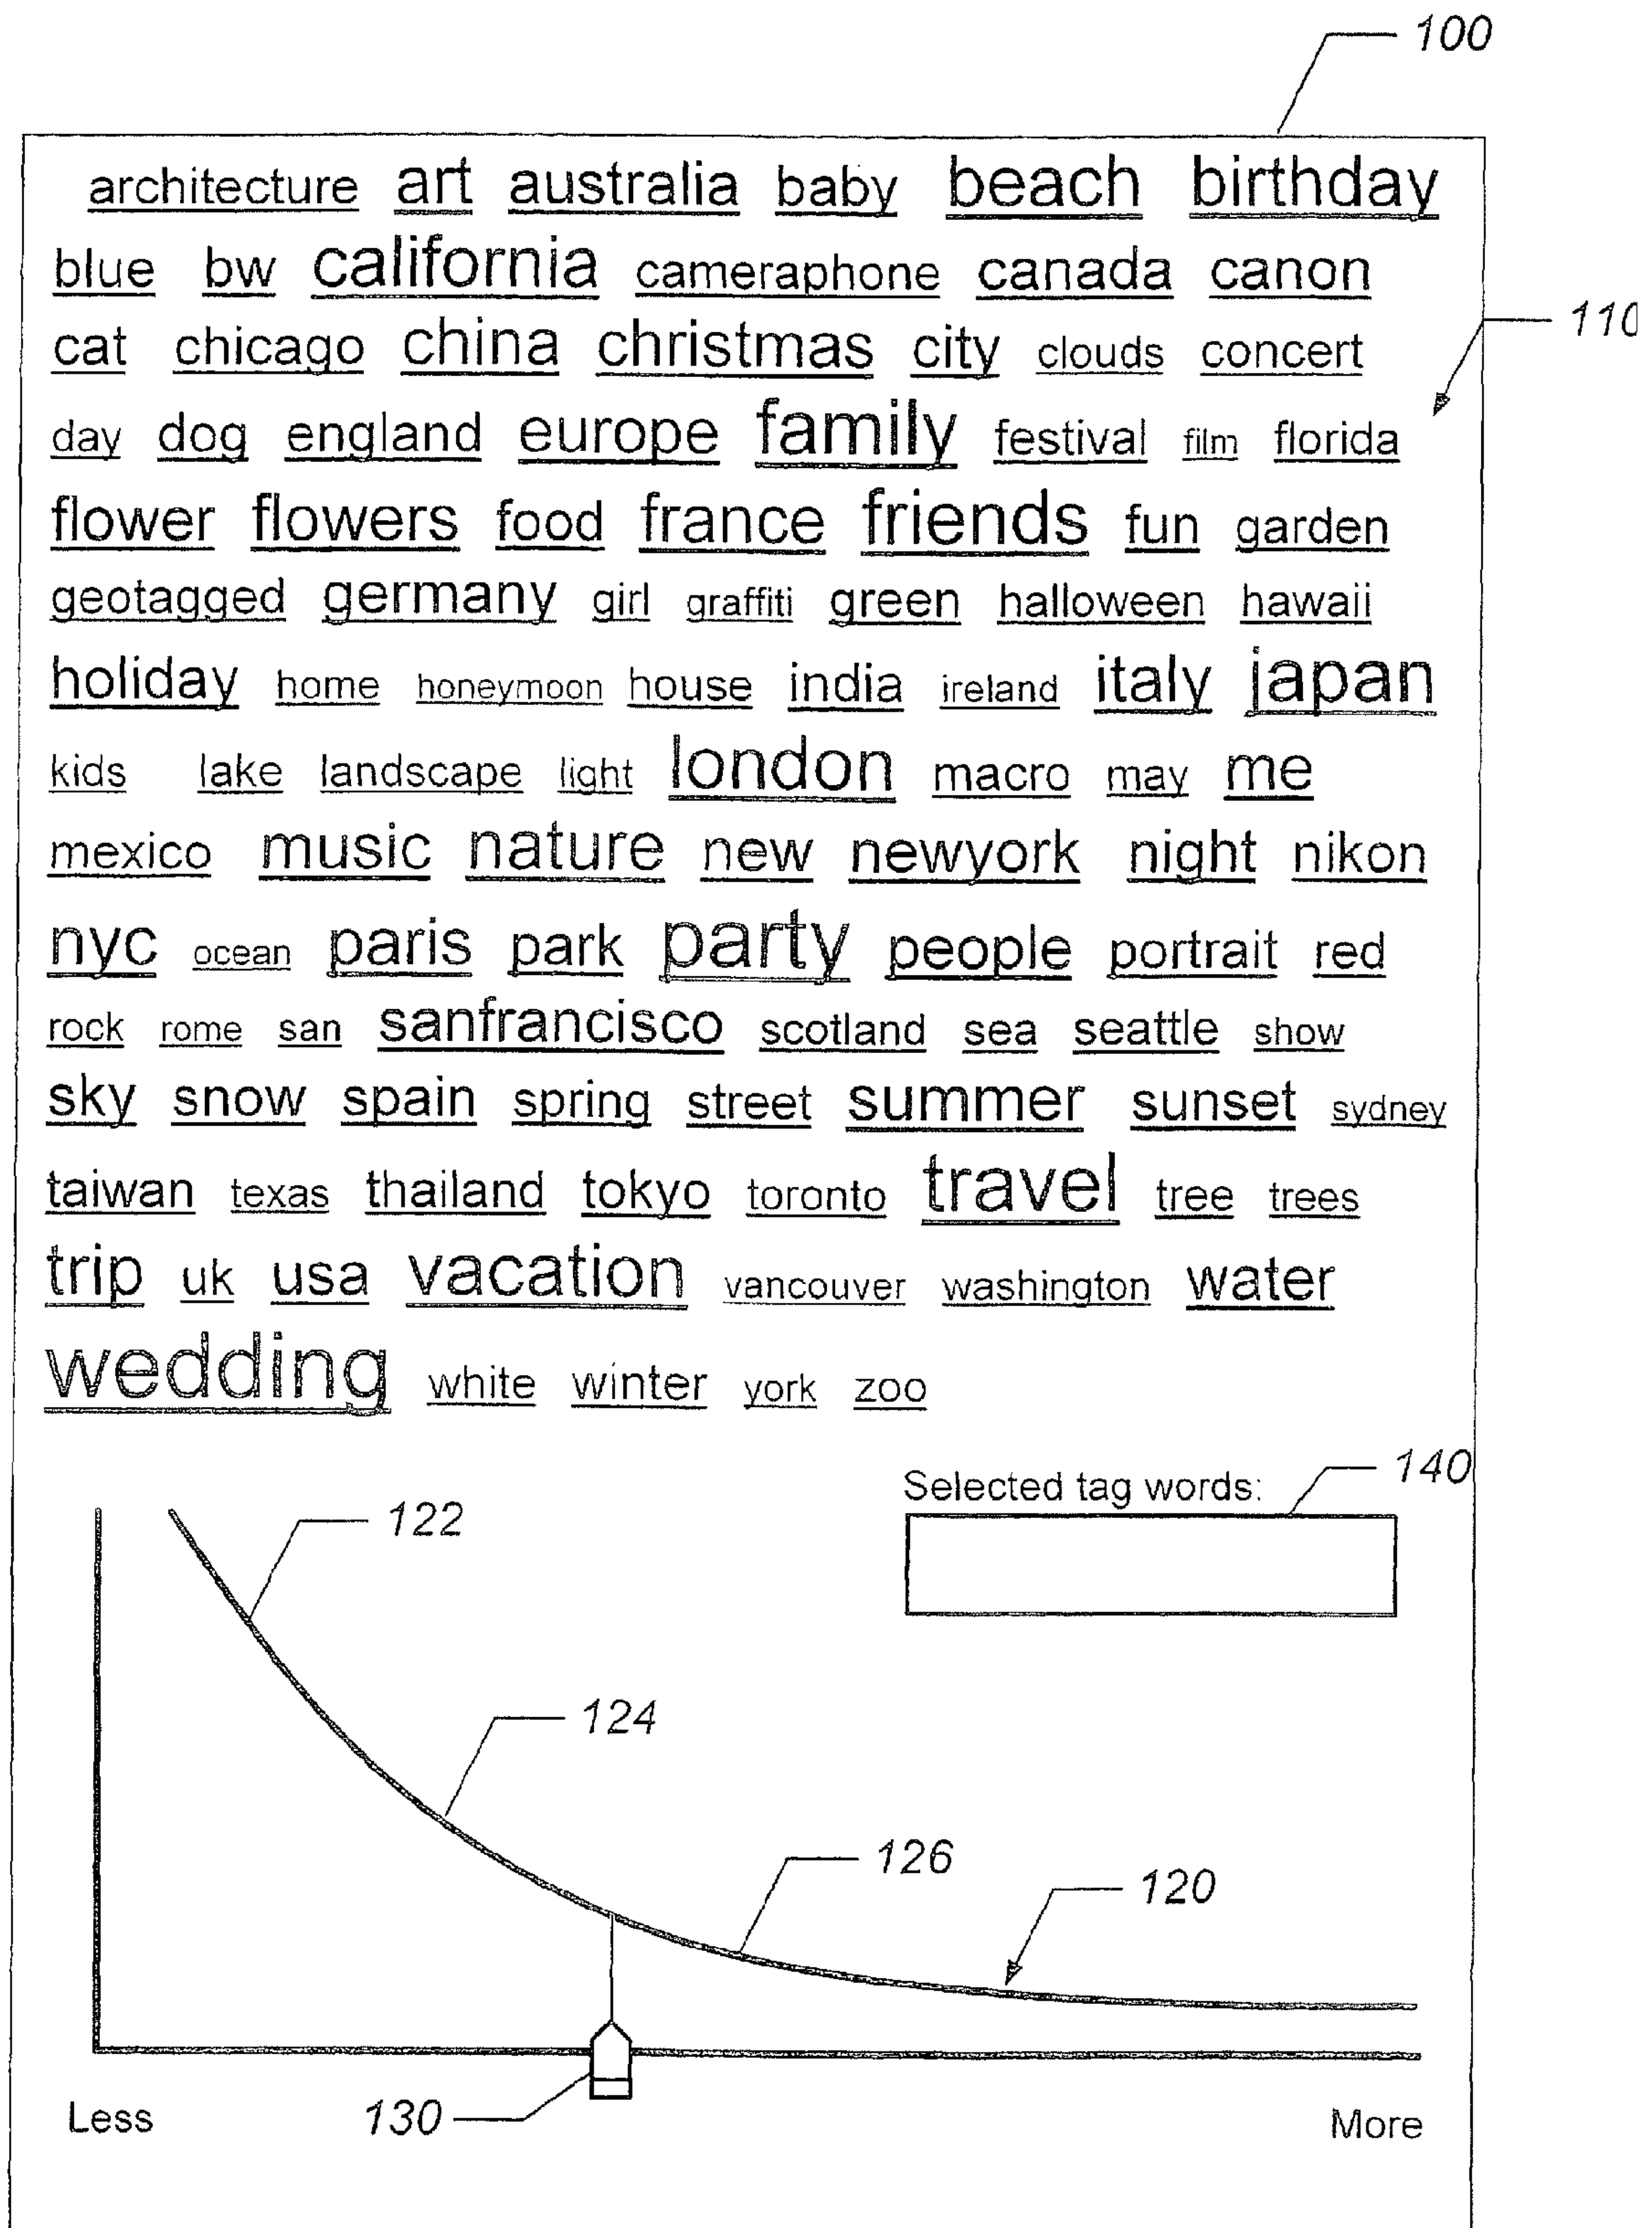 100
architecture art australia baby beach birthday
blue bw california cameraphone canada canon
110
cat chicago china christmas city clouds concert
day dog england europe family festival film florida
flower flowers food france friends fun garden
geotagged germany girl graffiti green halloween hawaii
holiday home honeymoon house india ireland italy japan
kids lake landscape light london macro may me
mexico music nature new newyork night nikon
nyc ocean paris park party people portrait red
rock rome san sanfrancisco scotland sea seattle show
sky snow spain spring street summer sunset sydney
taiwan texas thailand tokyo toronto travel tree trees
trip uk usa vacation vancouver washington water
wedding white winter york zoo
140
Selected tag words:
122
124
126
120
130
Less
More